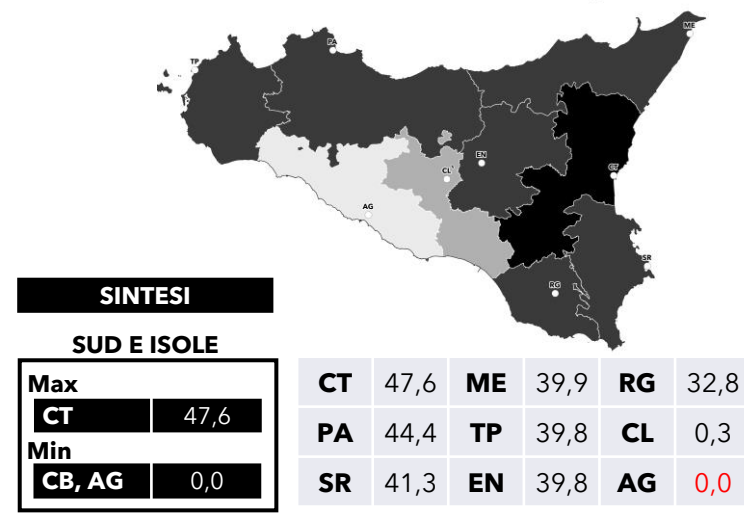 ME
PA
TP
EN
CL
CT
AG
SR
RG
SINTESI
SUD E ISOLE
Max
CT 47,6
Min
CB, AG 0,0
CT 47,6 ME 39,9 RG 32,8
PA 44,4 TP 39,8 CL 0,3
SR 41,3 EN 39,8 AG 0,0